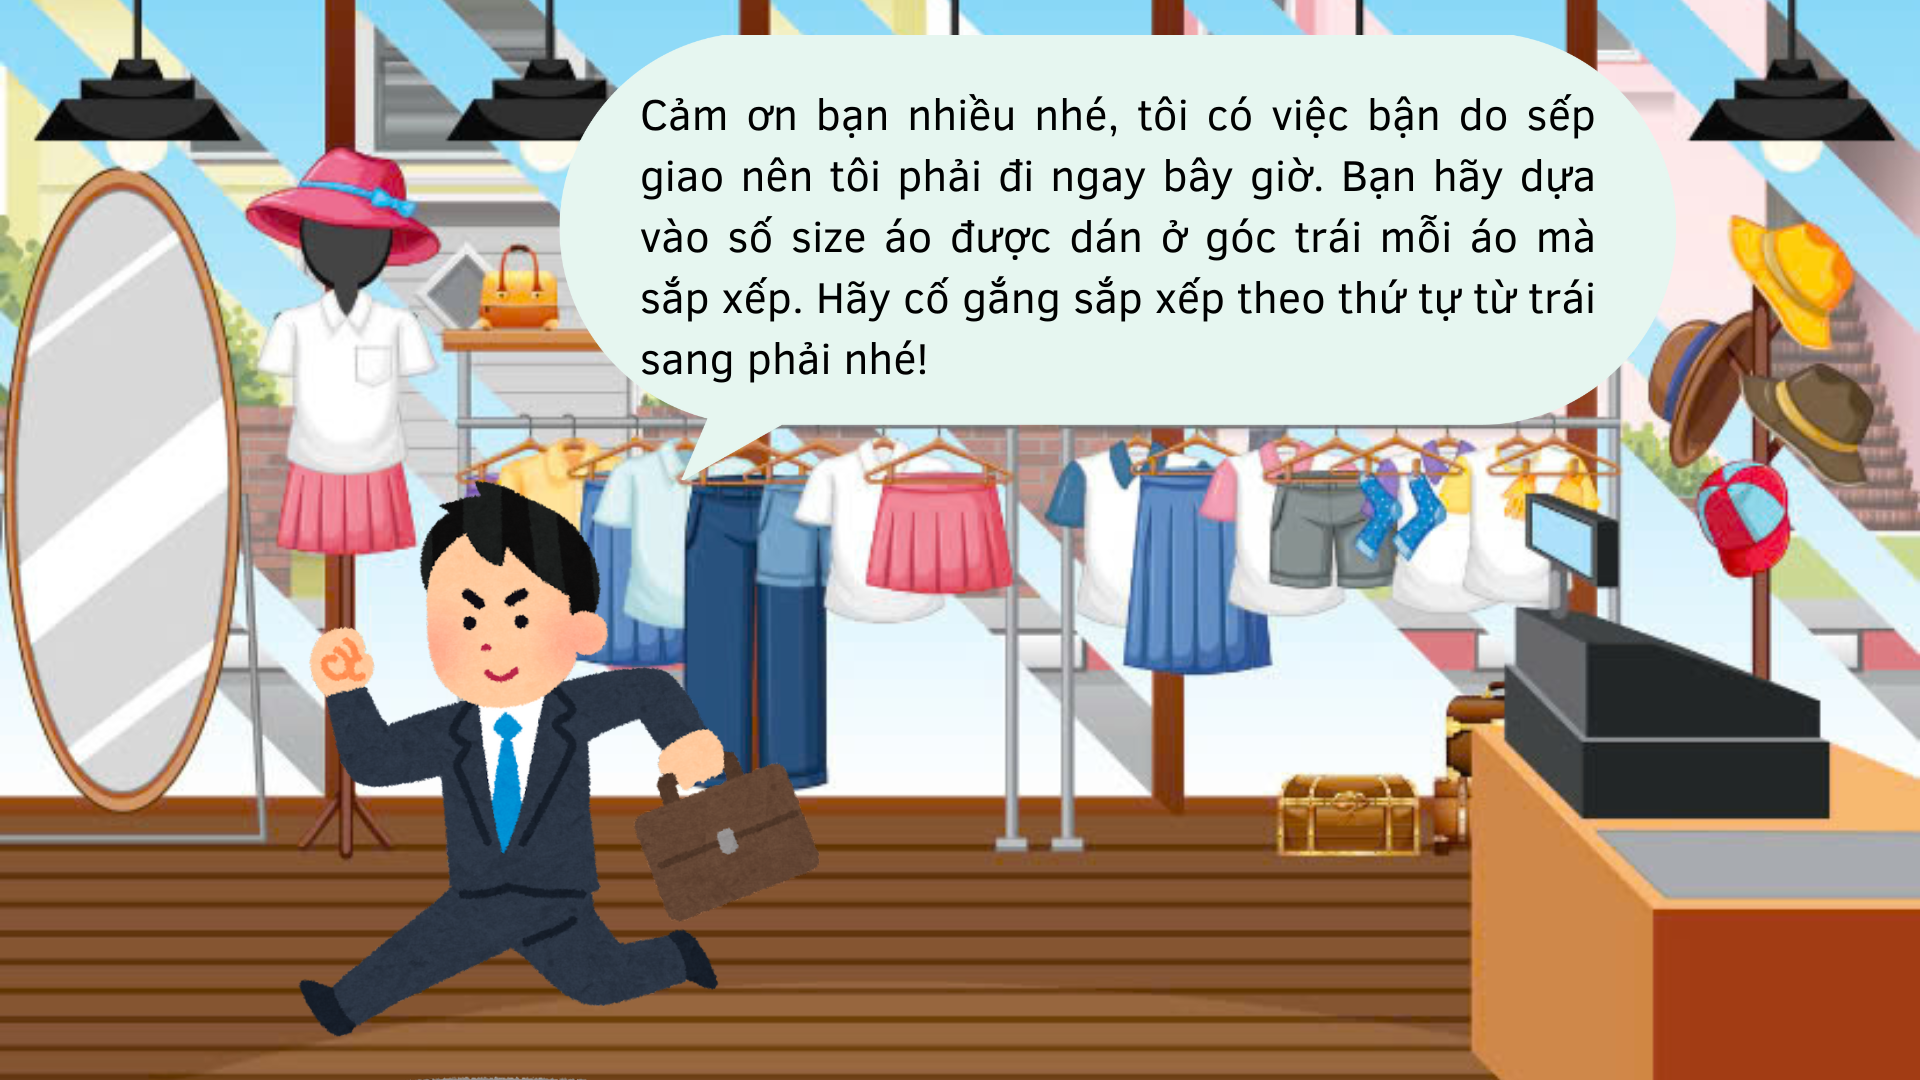 Cảm ơn bạn nhiều nhé, tôi có việc bận do sếp
giao nên tôi phải đi ngay bây giờ. Bạn hãy dựa
vào số size áo được dán ở góc trái mỗi áo mà
sắp xếp. Hãy cố gắng sắp xếp theo thứ tự từ trái
sang phải nhé!